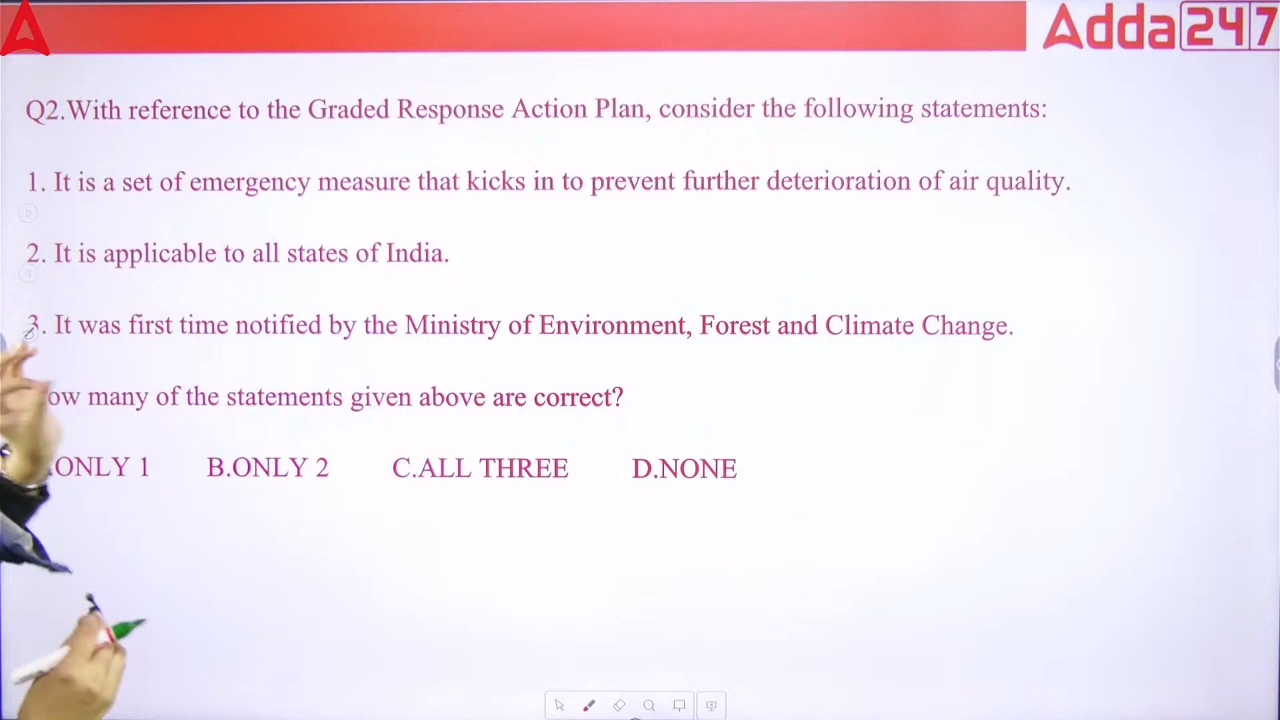 Adda247
Q2.With reference to the Graded Response Action Plan, consider the following statements:
1. It is a set of emergency measure that kicks in to prevent further deterioration of air quality.
2. It is applicable to all states of India.
3. It was first time notified by the Ministry of Environment, Forest and Climate Change.
ow many of the statements given above are correct?
.ONLY 1 B.ONLY 2 C.ALL THREE D.NONE